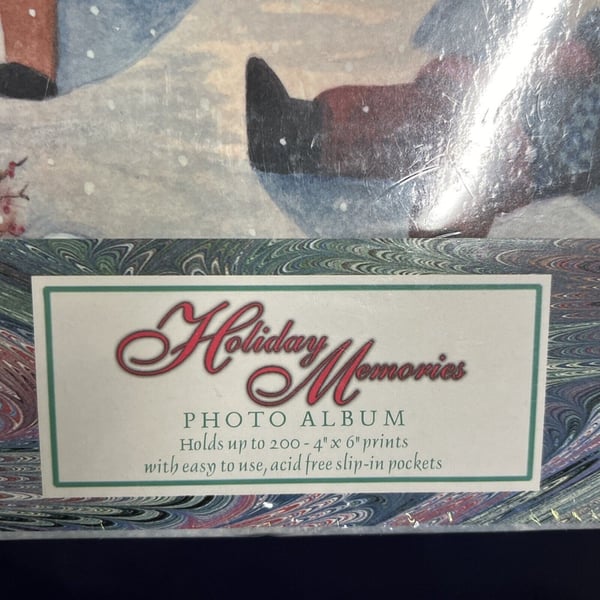 Holiday
Memories
PHOTO ALBUM
Holds up to 200 - 4" x 6" prints
with easy to use, acid free slip-in pockets